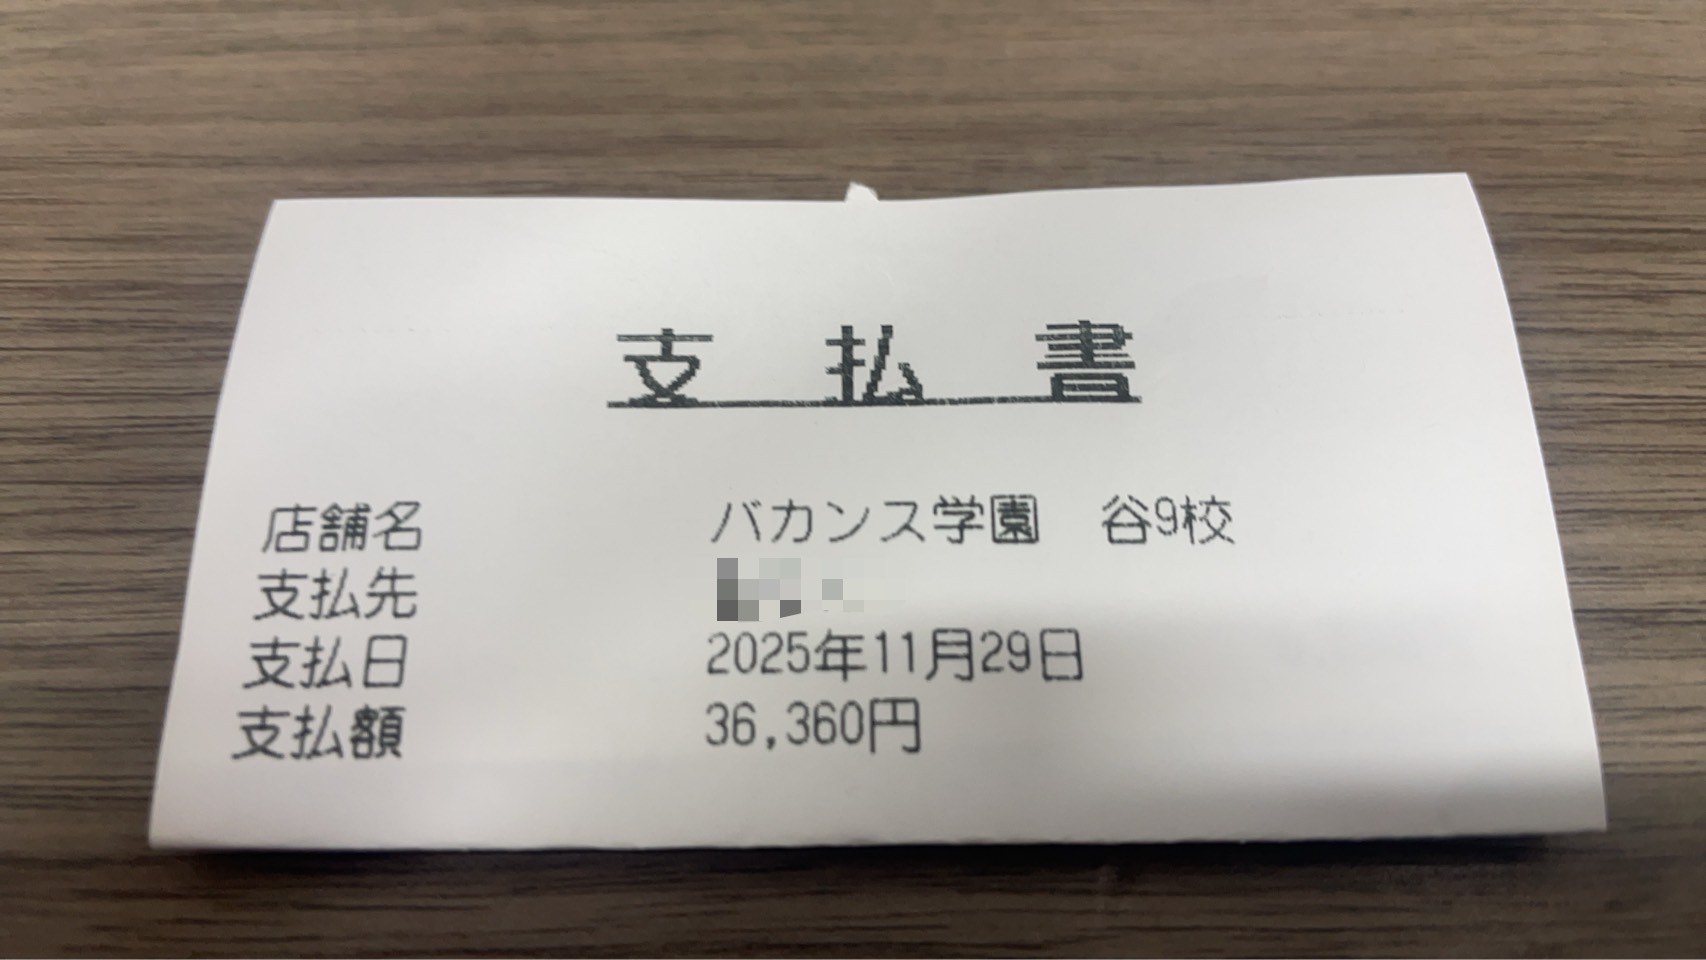 支払書
店舗名 バカンス学園 谷9校
支払先
支払日 2025年11月29日
支払額 36,360円